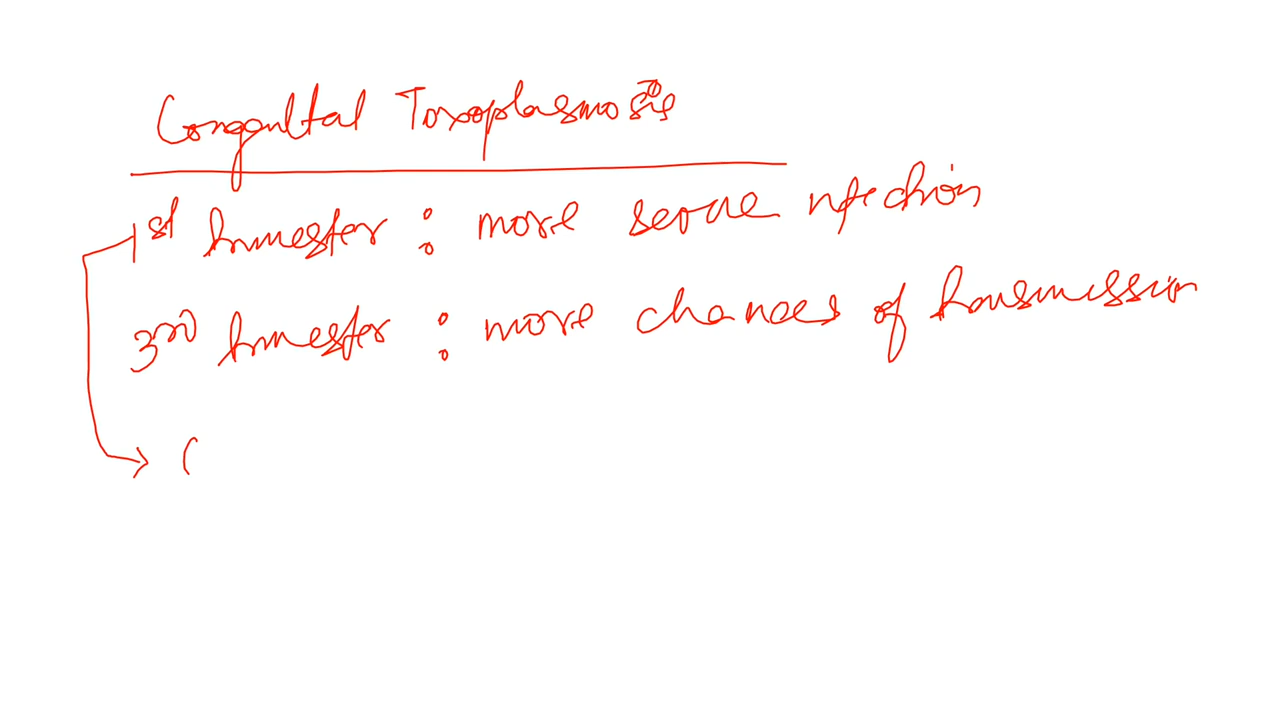 Congenital Toxoplasmosis
1st trimester : more severe infection
3rd trimester : more chances of transmission
→ (